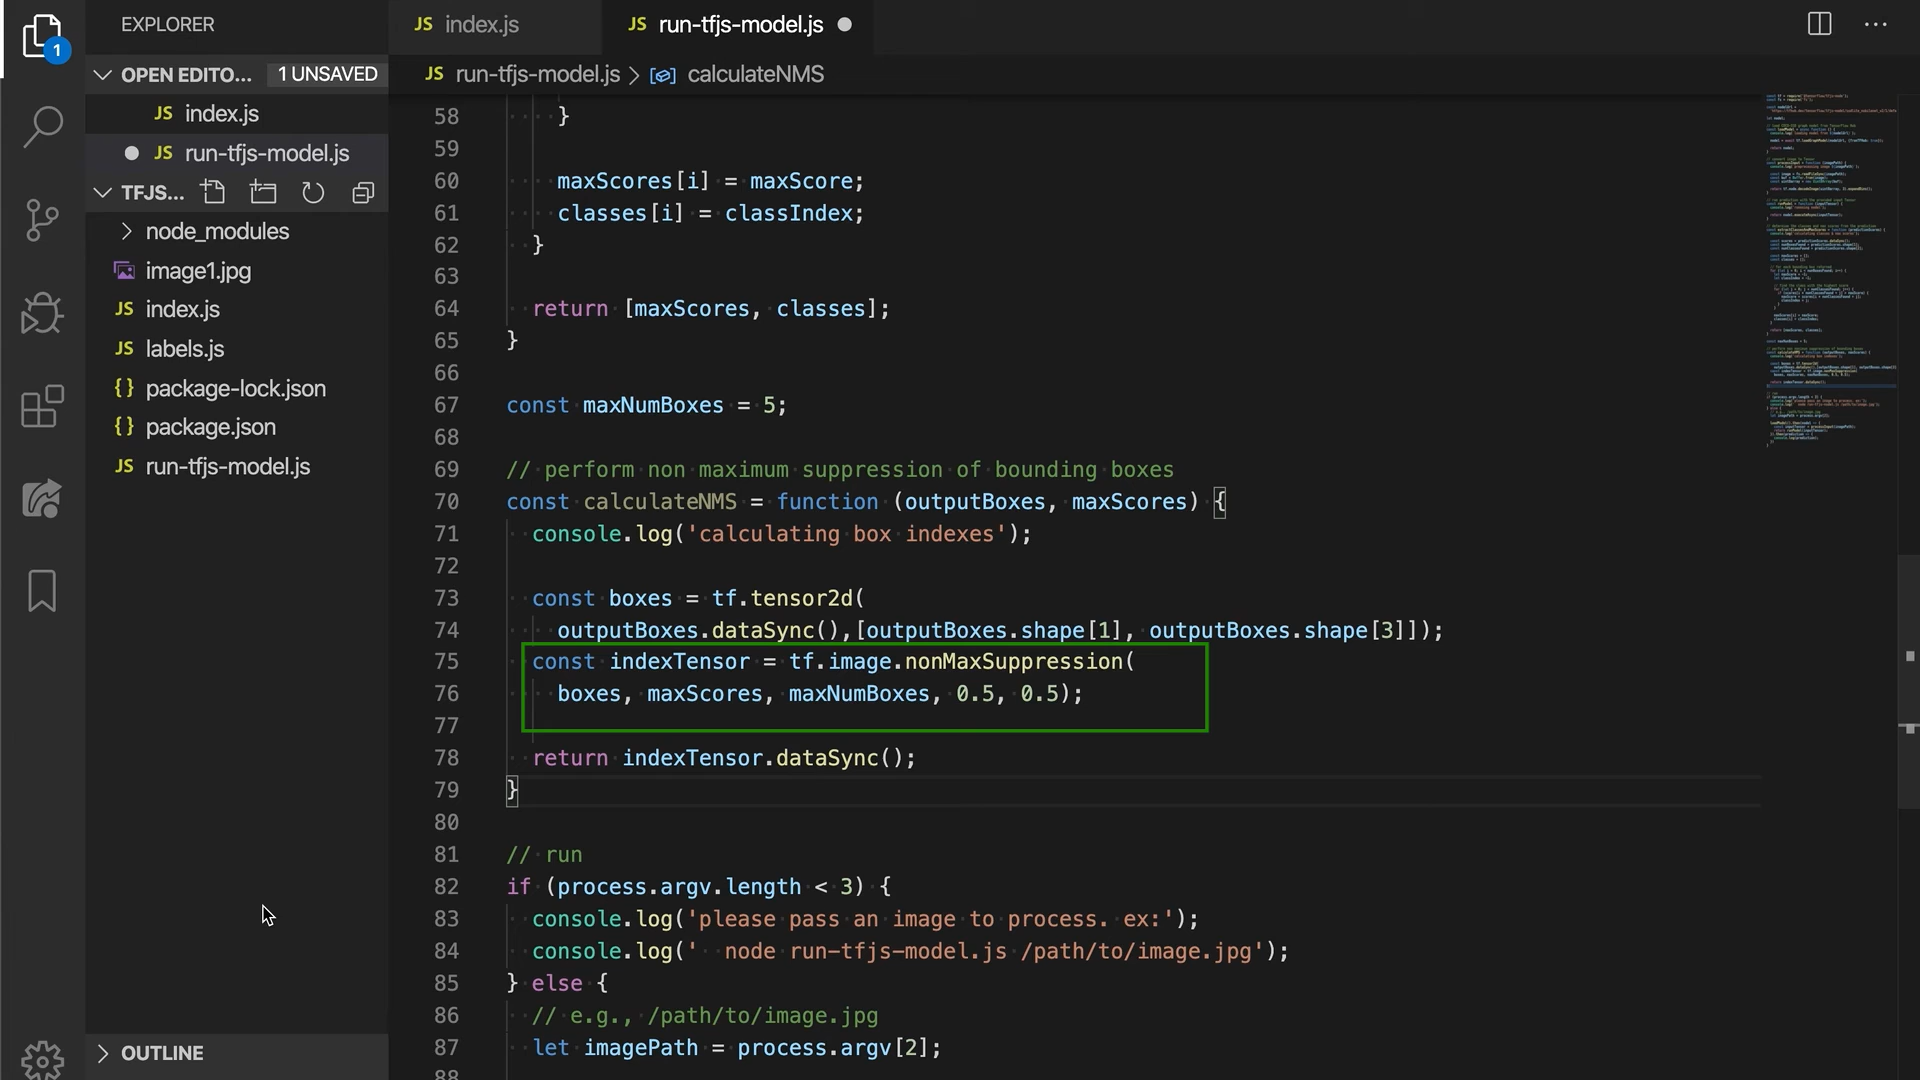 EXPLORER
JS index.js
JS run-tfjs-model.js
1
OPEN EDITO... 1 UNSAVED
JS run-tfjs-model.js > calculateNMS
JS index.js
JS run-tfjs-model.js
TFJS...
node_modules
image1.jpg
JS index.js
JS labels.js
{} package-lock.json
{} package.json
JS run-tfjs-model.js
OUTLINE
58 }
59
60 maxScores[i] = maxScore;
61 classes[i] = classIndex;
62 }
63
64 return [maxScores, classes];
65 }
66
67 const maxNumBoxes = 5;
68
69 // perform non maximum suppression of bounding boxes
70 const calculateNMS = function (outputBoxes, maxScores) {
71 console.log('calculating box indexes');
72
73 const boxes = tf.tensor2d(
74 outputBoxes.dataSync(),[outputBoxes.shape[1], outputBoxes.shape[3]]);
75 const indexTensor = tf.image.nonMaxSuppression(
76 boxes, maxScores, maxNumBoxes, 0.5, 0.5);
77
78 return indexTensor.dataSync();
79 }
80
81 // run
82 if (process.argv.length < 3) {
83 console.log('please pass an image to process. ex:');
84 console.log('  node run-tfjs-model.js /path/to/image.jpg');
85 } else {
86 // e.g., /path/to/image.jpg
87 let imagePath = process.argv[2];
88